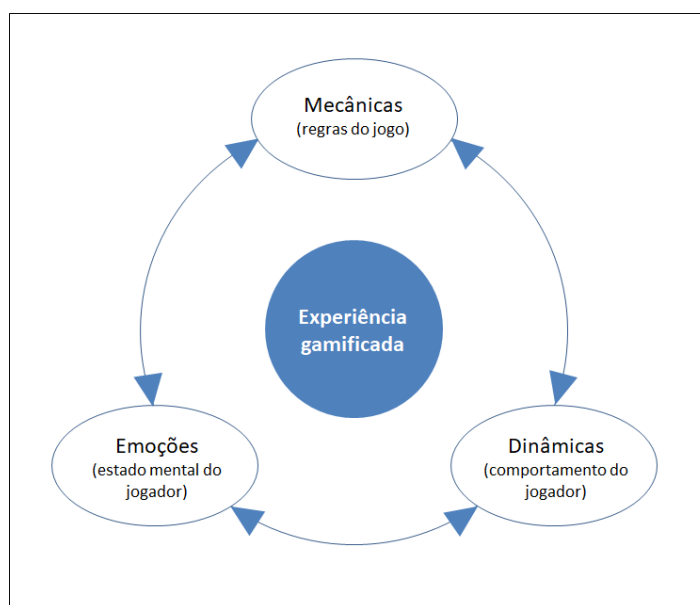 Mecânicas
(regras do jogo)
Experiência
gamificada
Emoções
(estado mental do
jogador)
Dinâmicas
(comportamento do
jogador)